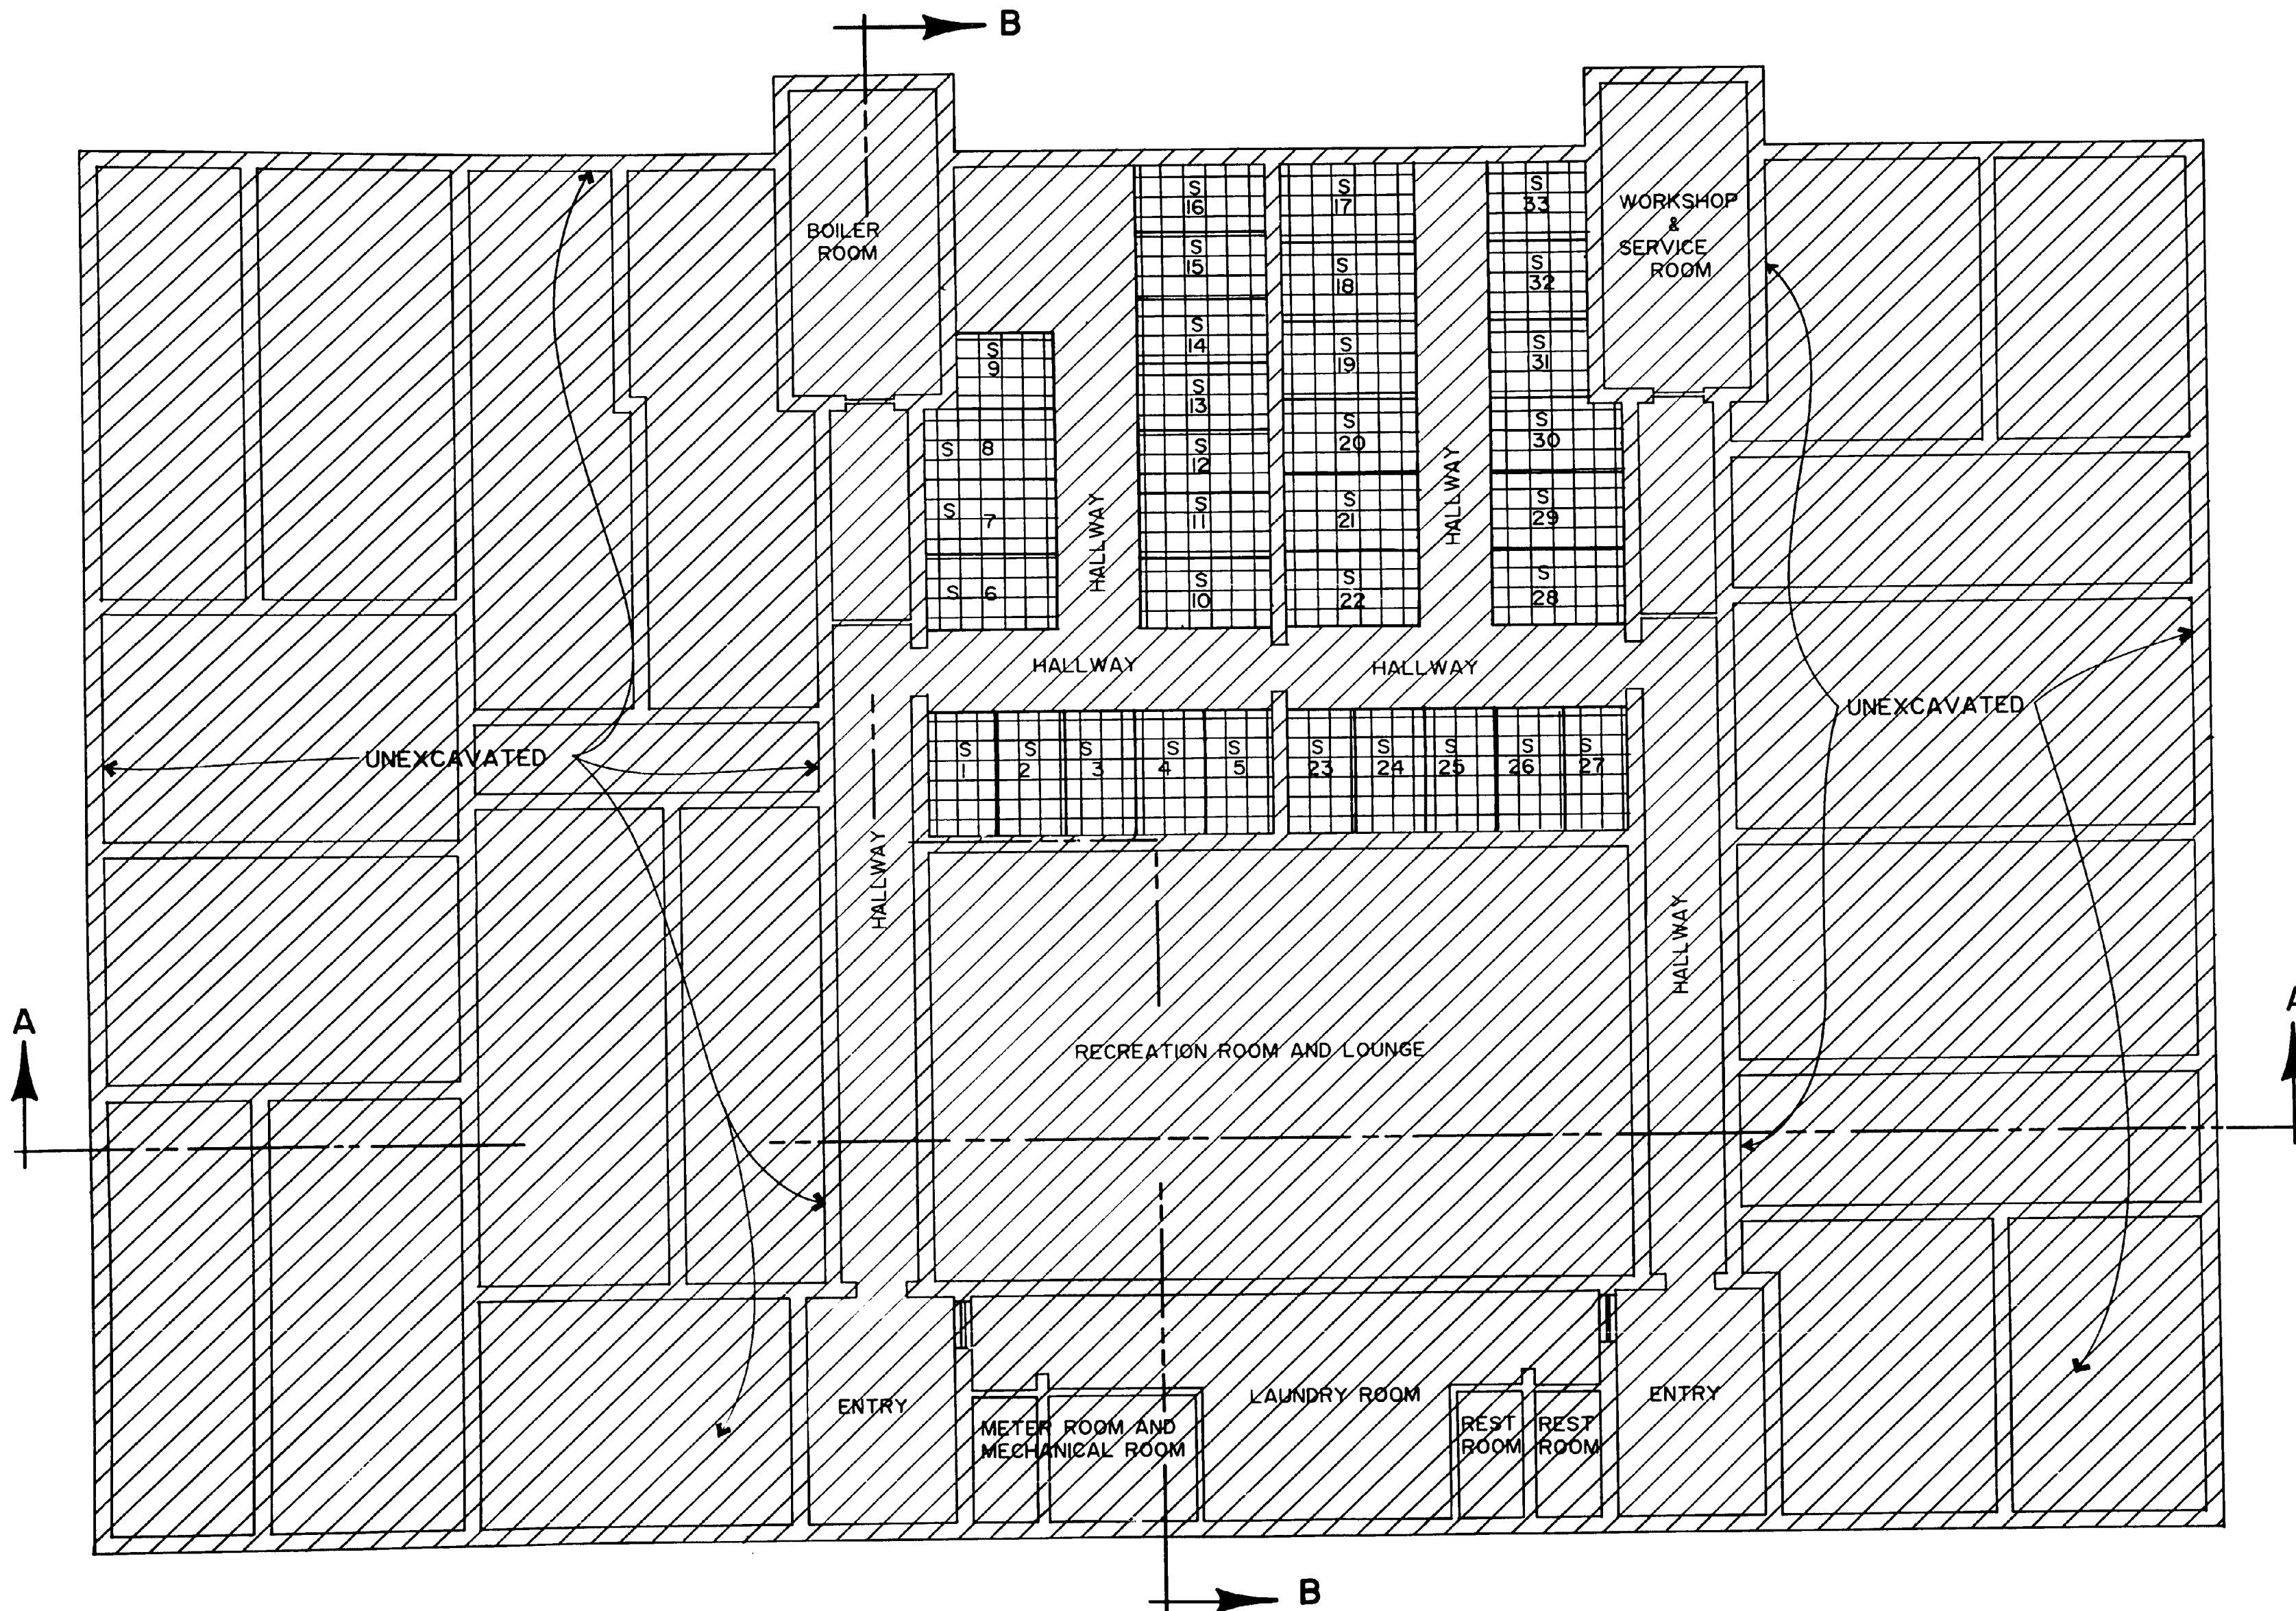 B
BOILER
ROOM
WORKSHOP
&
SERVICE
ROOM
S
16
S
15
S
14
S
13
S
12
S
11
S
10
S
17
S
18
S
19
S
20
S
21
S
22
S
33
S
32
S
31
S
30
S
29
S
28
S
9
S 8
S 7
S 6
HALLWAY
HALLWAY
HALLWAY
HALLWAY
UNEXCAVATED
UNEXCAVATED
S
1
S
2
S
3
S
4
S
5
S
23
S
24
S
25
S
26
S
27
HALLWAY
HALLWAY
A
A
RECREATION ROOM AND LOUNGE
ENTRY
METER ROOM AND
MECHANICAL ROOM
LAUNDRY ROOM
REST
ROOM
REST
ROOM
ENTRY
B